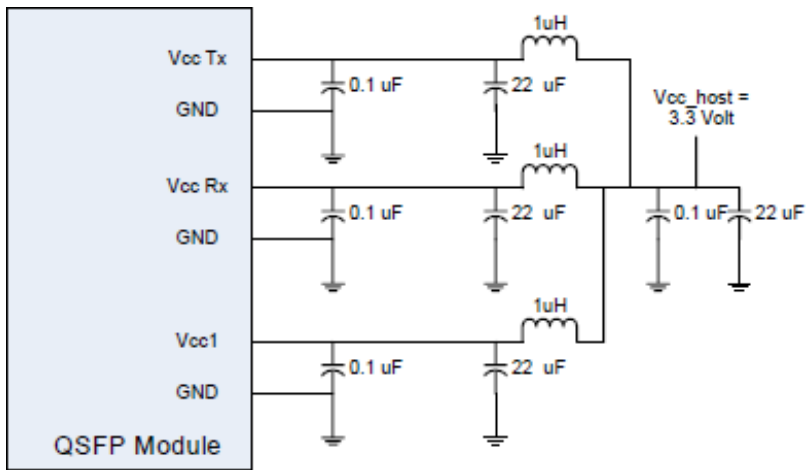 1uH
Vcc Tx
0.1 uF
22 uF
GND
Vcc_host =
3.3 Volt
1uH
Vcc Rx
0.1 uF
22 uF
0.1 uF
22 uF
GND
1uH
Vcc1
0.1 uF
22 uF
GND
QSFP Module